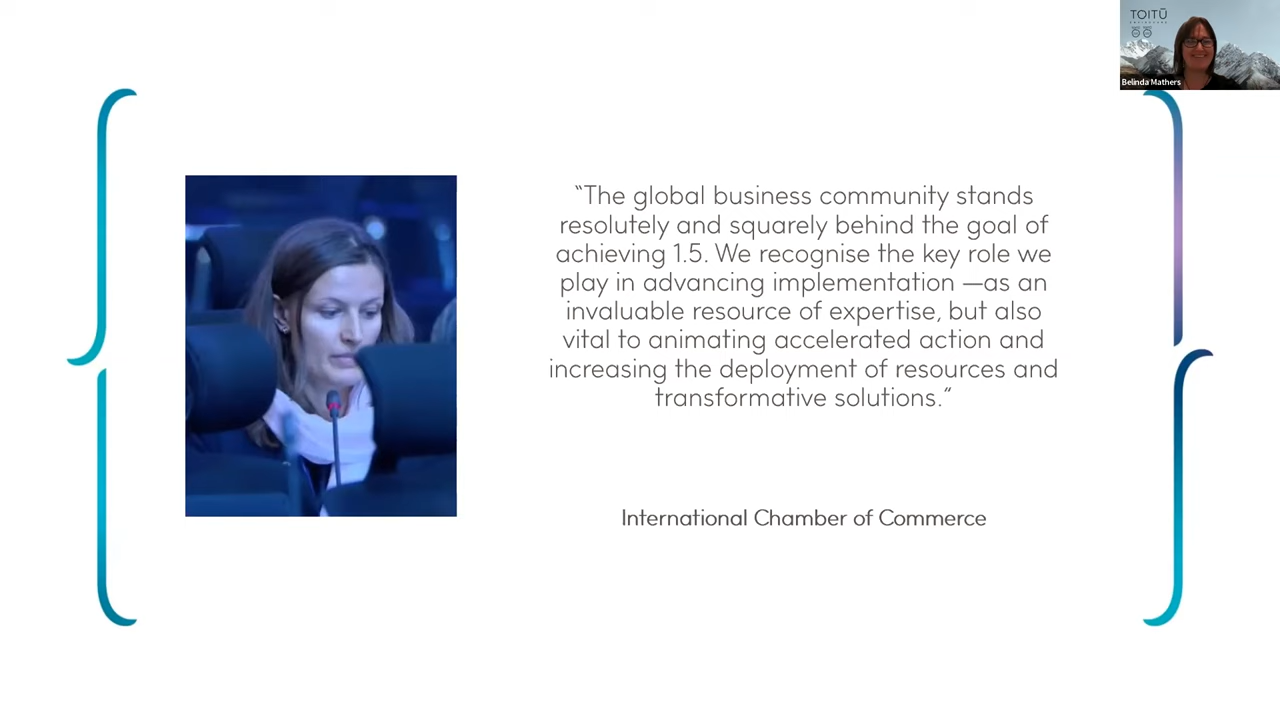 TOITŪ
Belinda Mathers
“The global business community stands
resolutely and squarely behind the goal of
achieving 1.5. We recognise the key role we
play in advancing implementation —as an
invaluable resource of expertise, but also
vital to animating accelerated action and
increasing the deployment of resources and
transformative solutions.”
International Chamber of Commerce